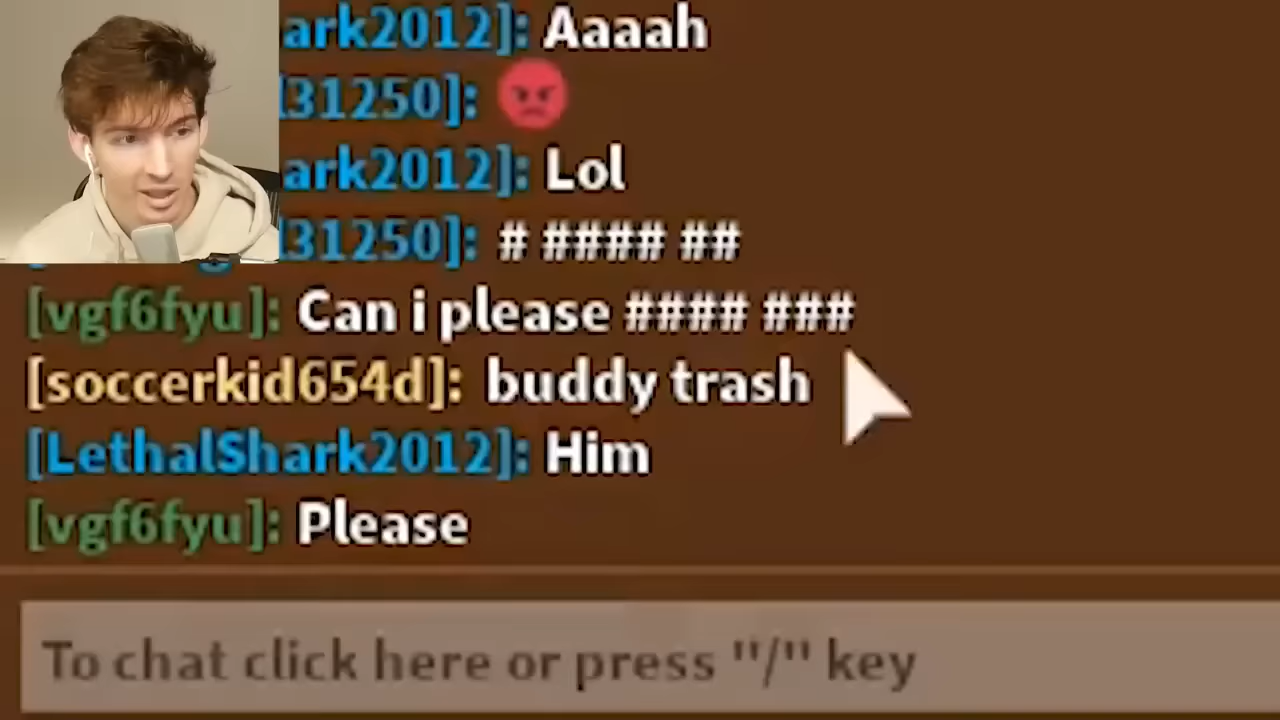 ark2012]: Aaaah
31250]: 😡
ark2012]: Lol
31250]: # #### ##
[vgf6fyu]: Can i please #### ###
[soccerkid654d]: buddy trash
[LethalShark2012]: Him
[vgf6fyu]: Please
To chat click here or press "/" key